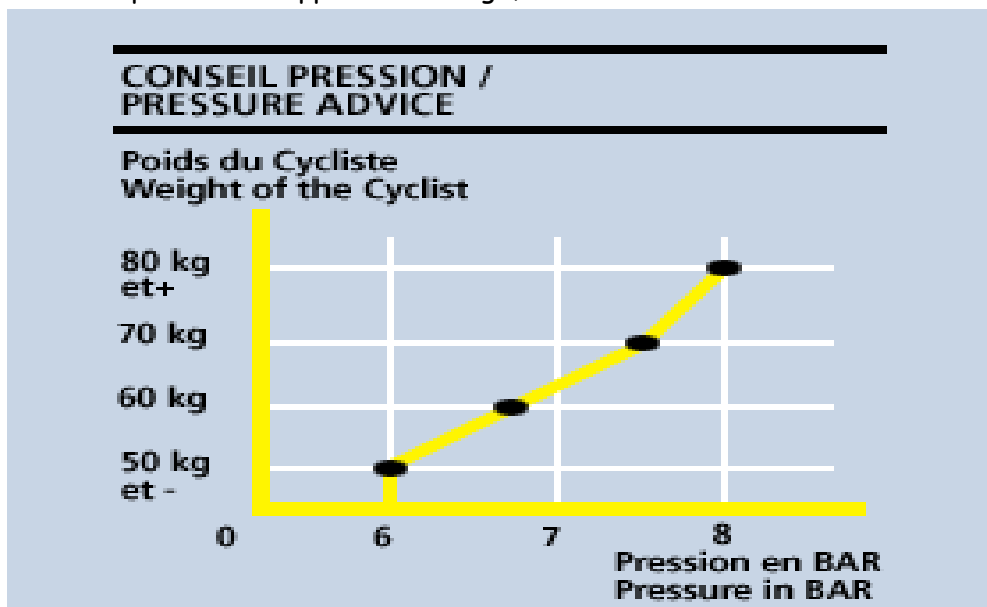 CONSEIL PRESSION /
PRESSURE ADVICE
Poids du Cycliste
Weight of the Cyclist
80 kg
et+
70 kg
60 kg
50 kg
et -
0 6 7 8
Pression en BAR
Pressure in BAR